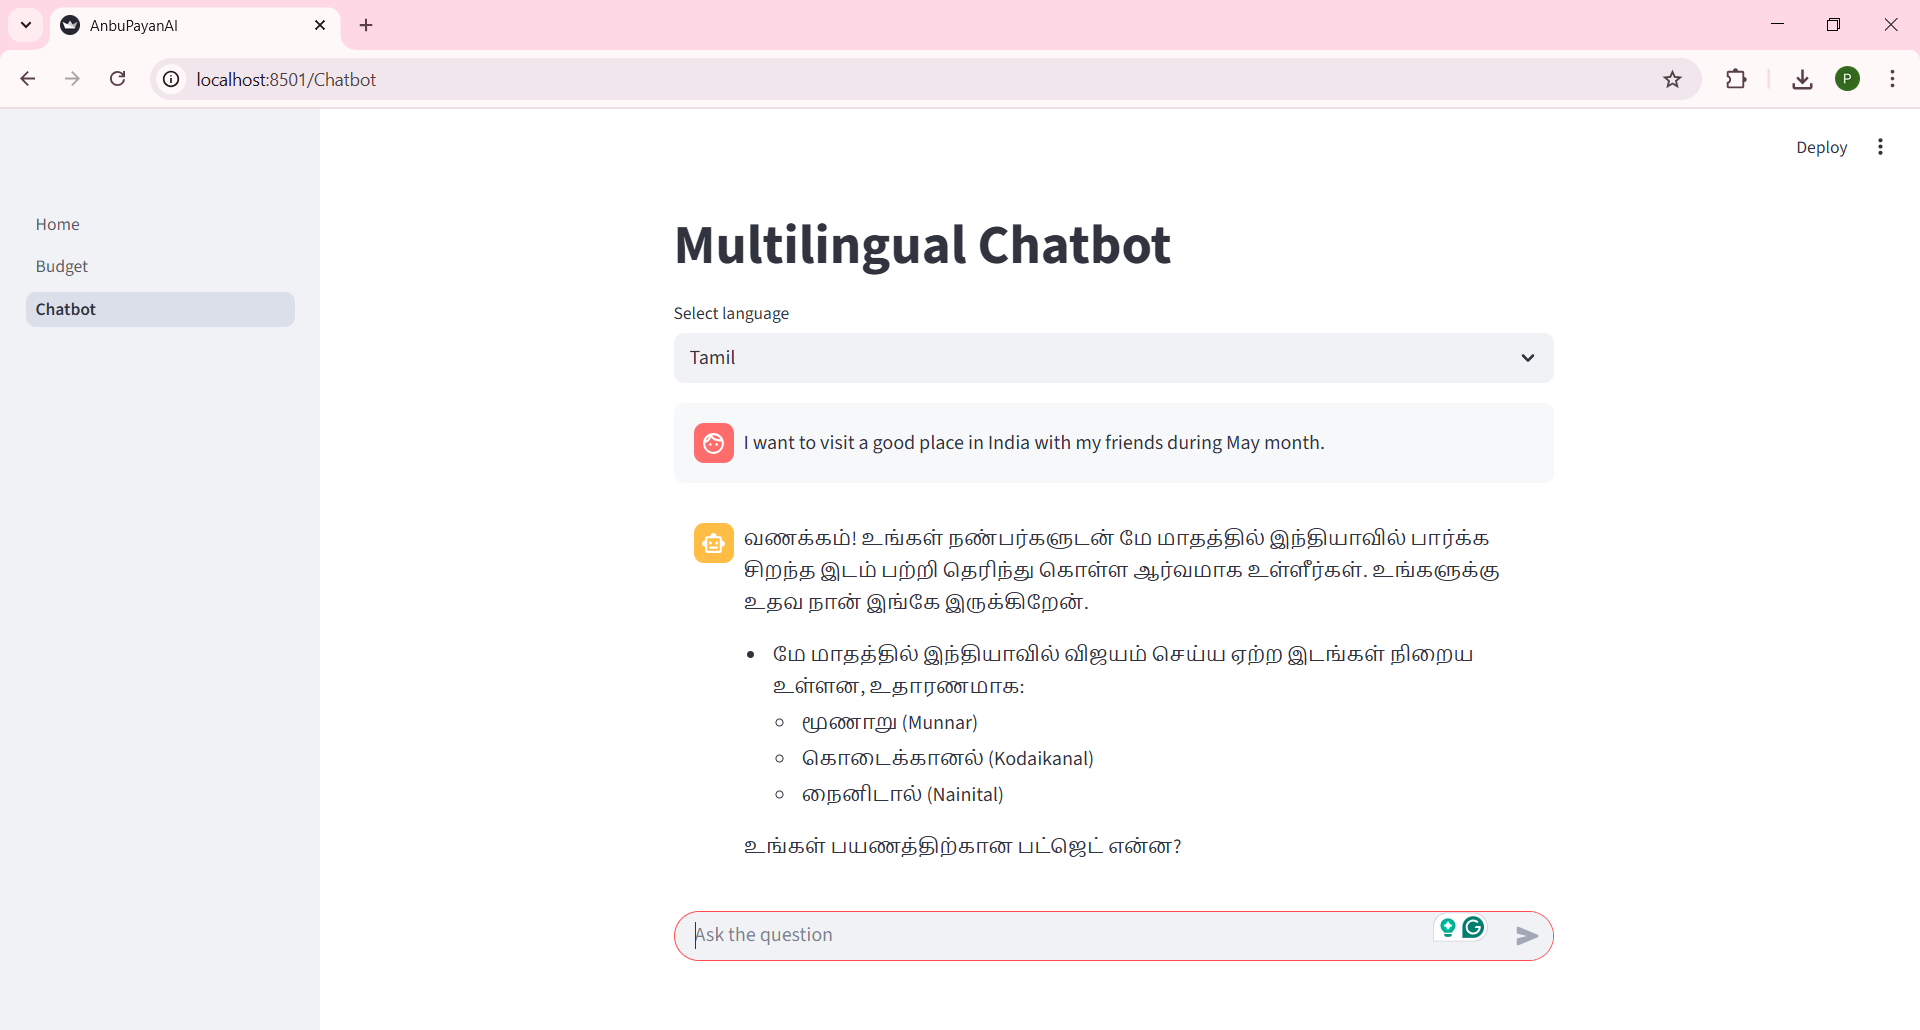 AnbuPayanAI
localhost:8501/Chatbot
P
Deploy
Home
Budget
Chatbot
Multilingual Chatbot
Select language
Tamil
I want to visit a good place in India with my friends during May month.
வணக்கம்! உங்கள் நண்பர்களுடன் மே மாதத்தில் இந்தியாவில் பார்க்க
சிறந்த இடம் பற்றி தெரிந்து கொள்ள ஆர்வமாக உள்ளீர்கள். உங்களுக்கு
உதவ நான் இங்கே இருக்கிறேன்.
மே மாதத்தில் இந்தியாவில் விஜயம் செய்ய ஏற்ற இடங்கள் நிறைய
உள்ளன, உதாரணமாக:
மூணாறு (Munnar)
கொடைக்கானல் (Kodaikanal)
நைனிடால் (Nainital)
உங்கள் பயணத்திற்கான பட்ஜெட் என்ன?
Ask the question